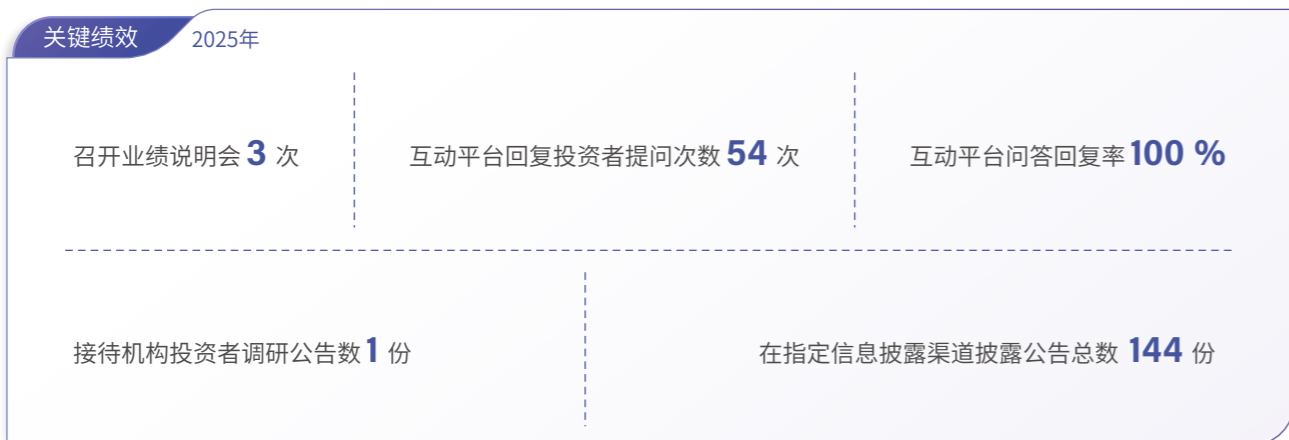 关键绩效 2025年
召开业绩说明会 3 次
互动平台回复投资者提问次数 54 次
互动平台问答回复率 100 %
接待机构投资者调研公告数 1 份
在指定信息披露渠道披露公告总数 144 份